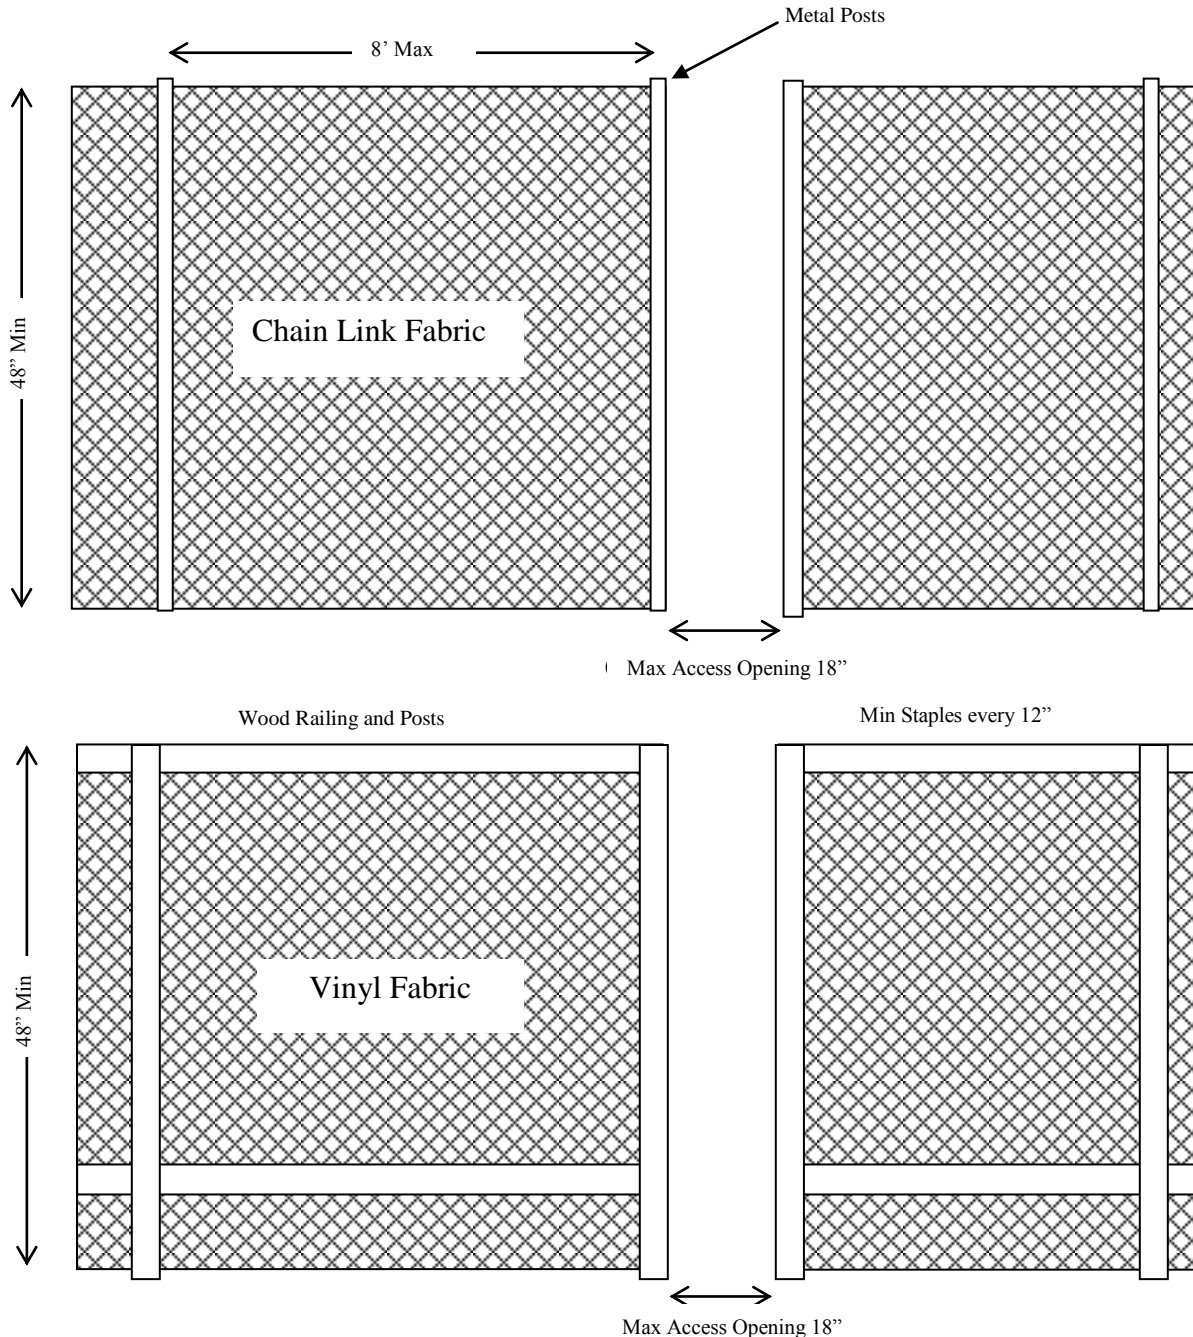 Metal Posts
8’ Max
48” Min
Chain Link Fabric
Max Access Opening 18”
Wood Railing and Posts
Min Staples every 12”
48” Min
Vinyl Fabric
Max Access Opening 18”